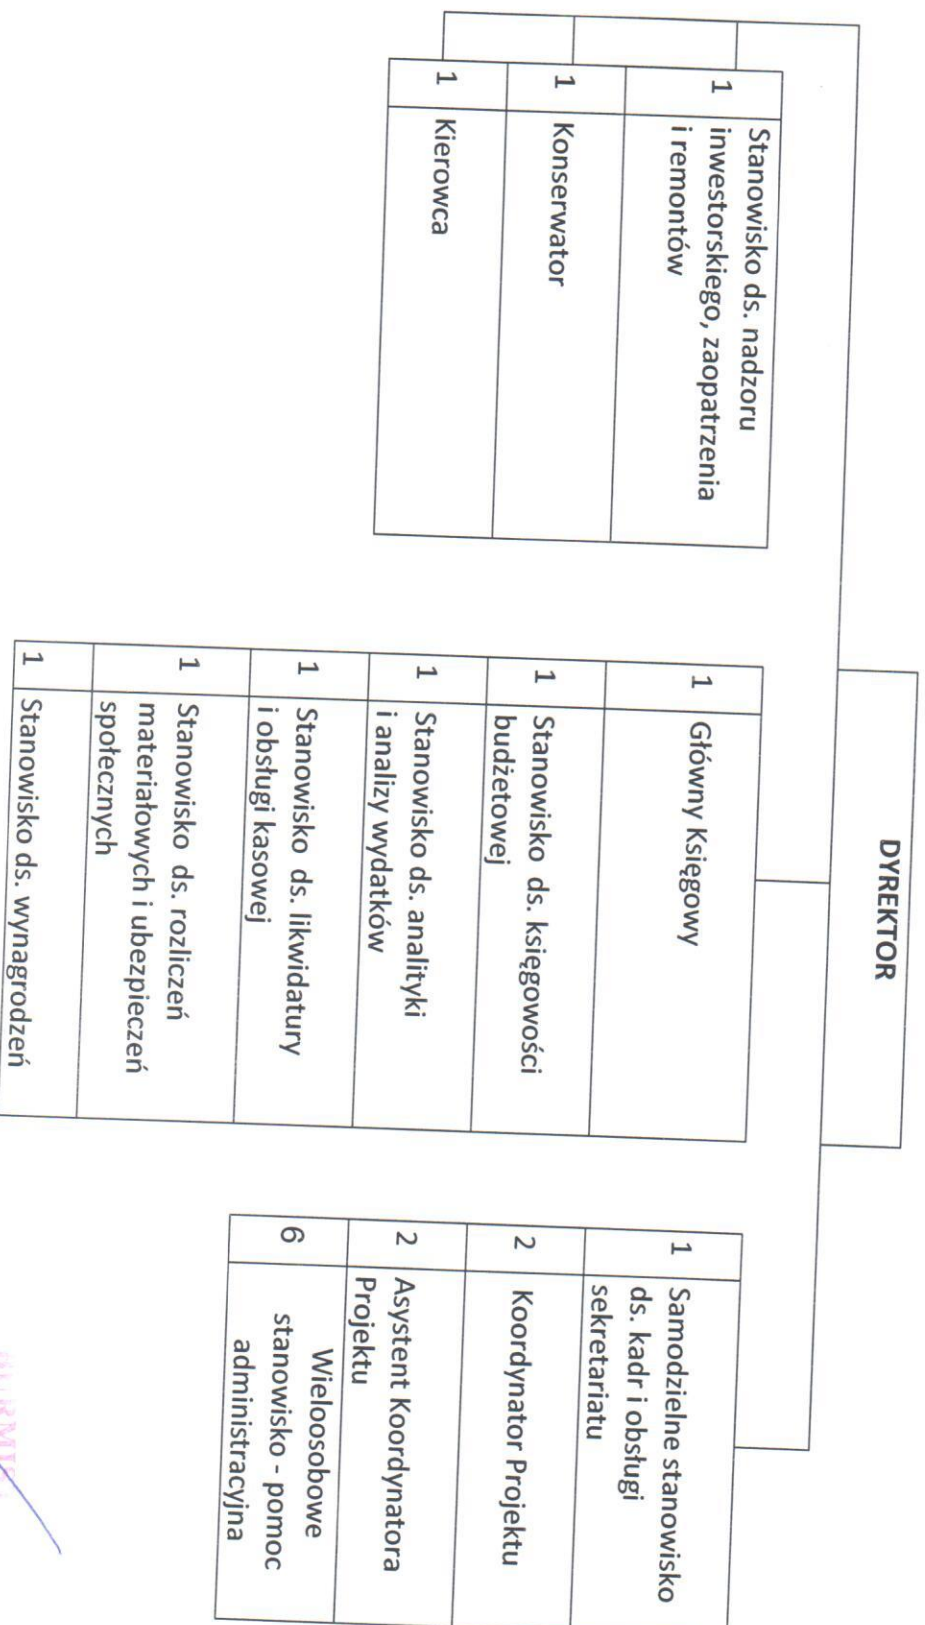 DYREKTOR
1
Stanowisko ds. nadzoru
inwestorskiego, zaopatrzenia
i remontów
1
Konserwator
1
Kierowca
1
Główny Księgowy
1
Stanowisko ds. księgowości
budżetowej
1
Stanowisko ds. analityki
i analizy wydatków
1
Stanowisko ds. likwidatury
i obsługi kasowej
1
Stanowisko ds. rozliczeń
materiałowych i ubezpieczeń
społecznych
1
Stanowisko ds. wynagrodzeń
1
Samodzielne stanowisko
ds. kadr i obsługi
sekretariatu
2
Koordynator Projektu
2
Asystent Koordynatora
Projektu
6
Wieloosobowe
stanowisko - pomoc
administracyjna